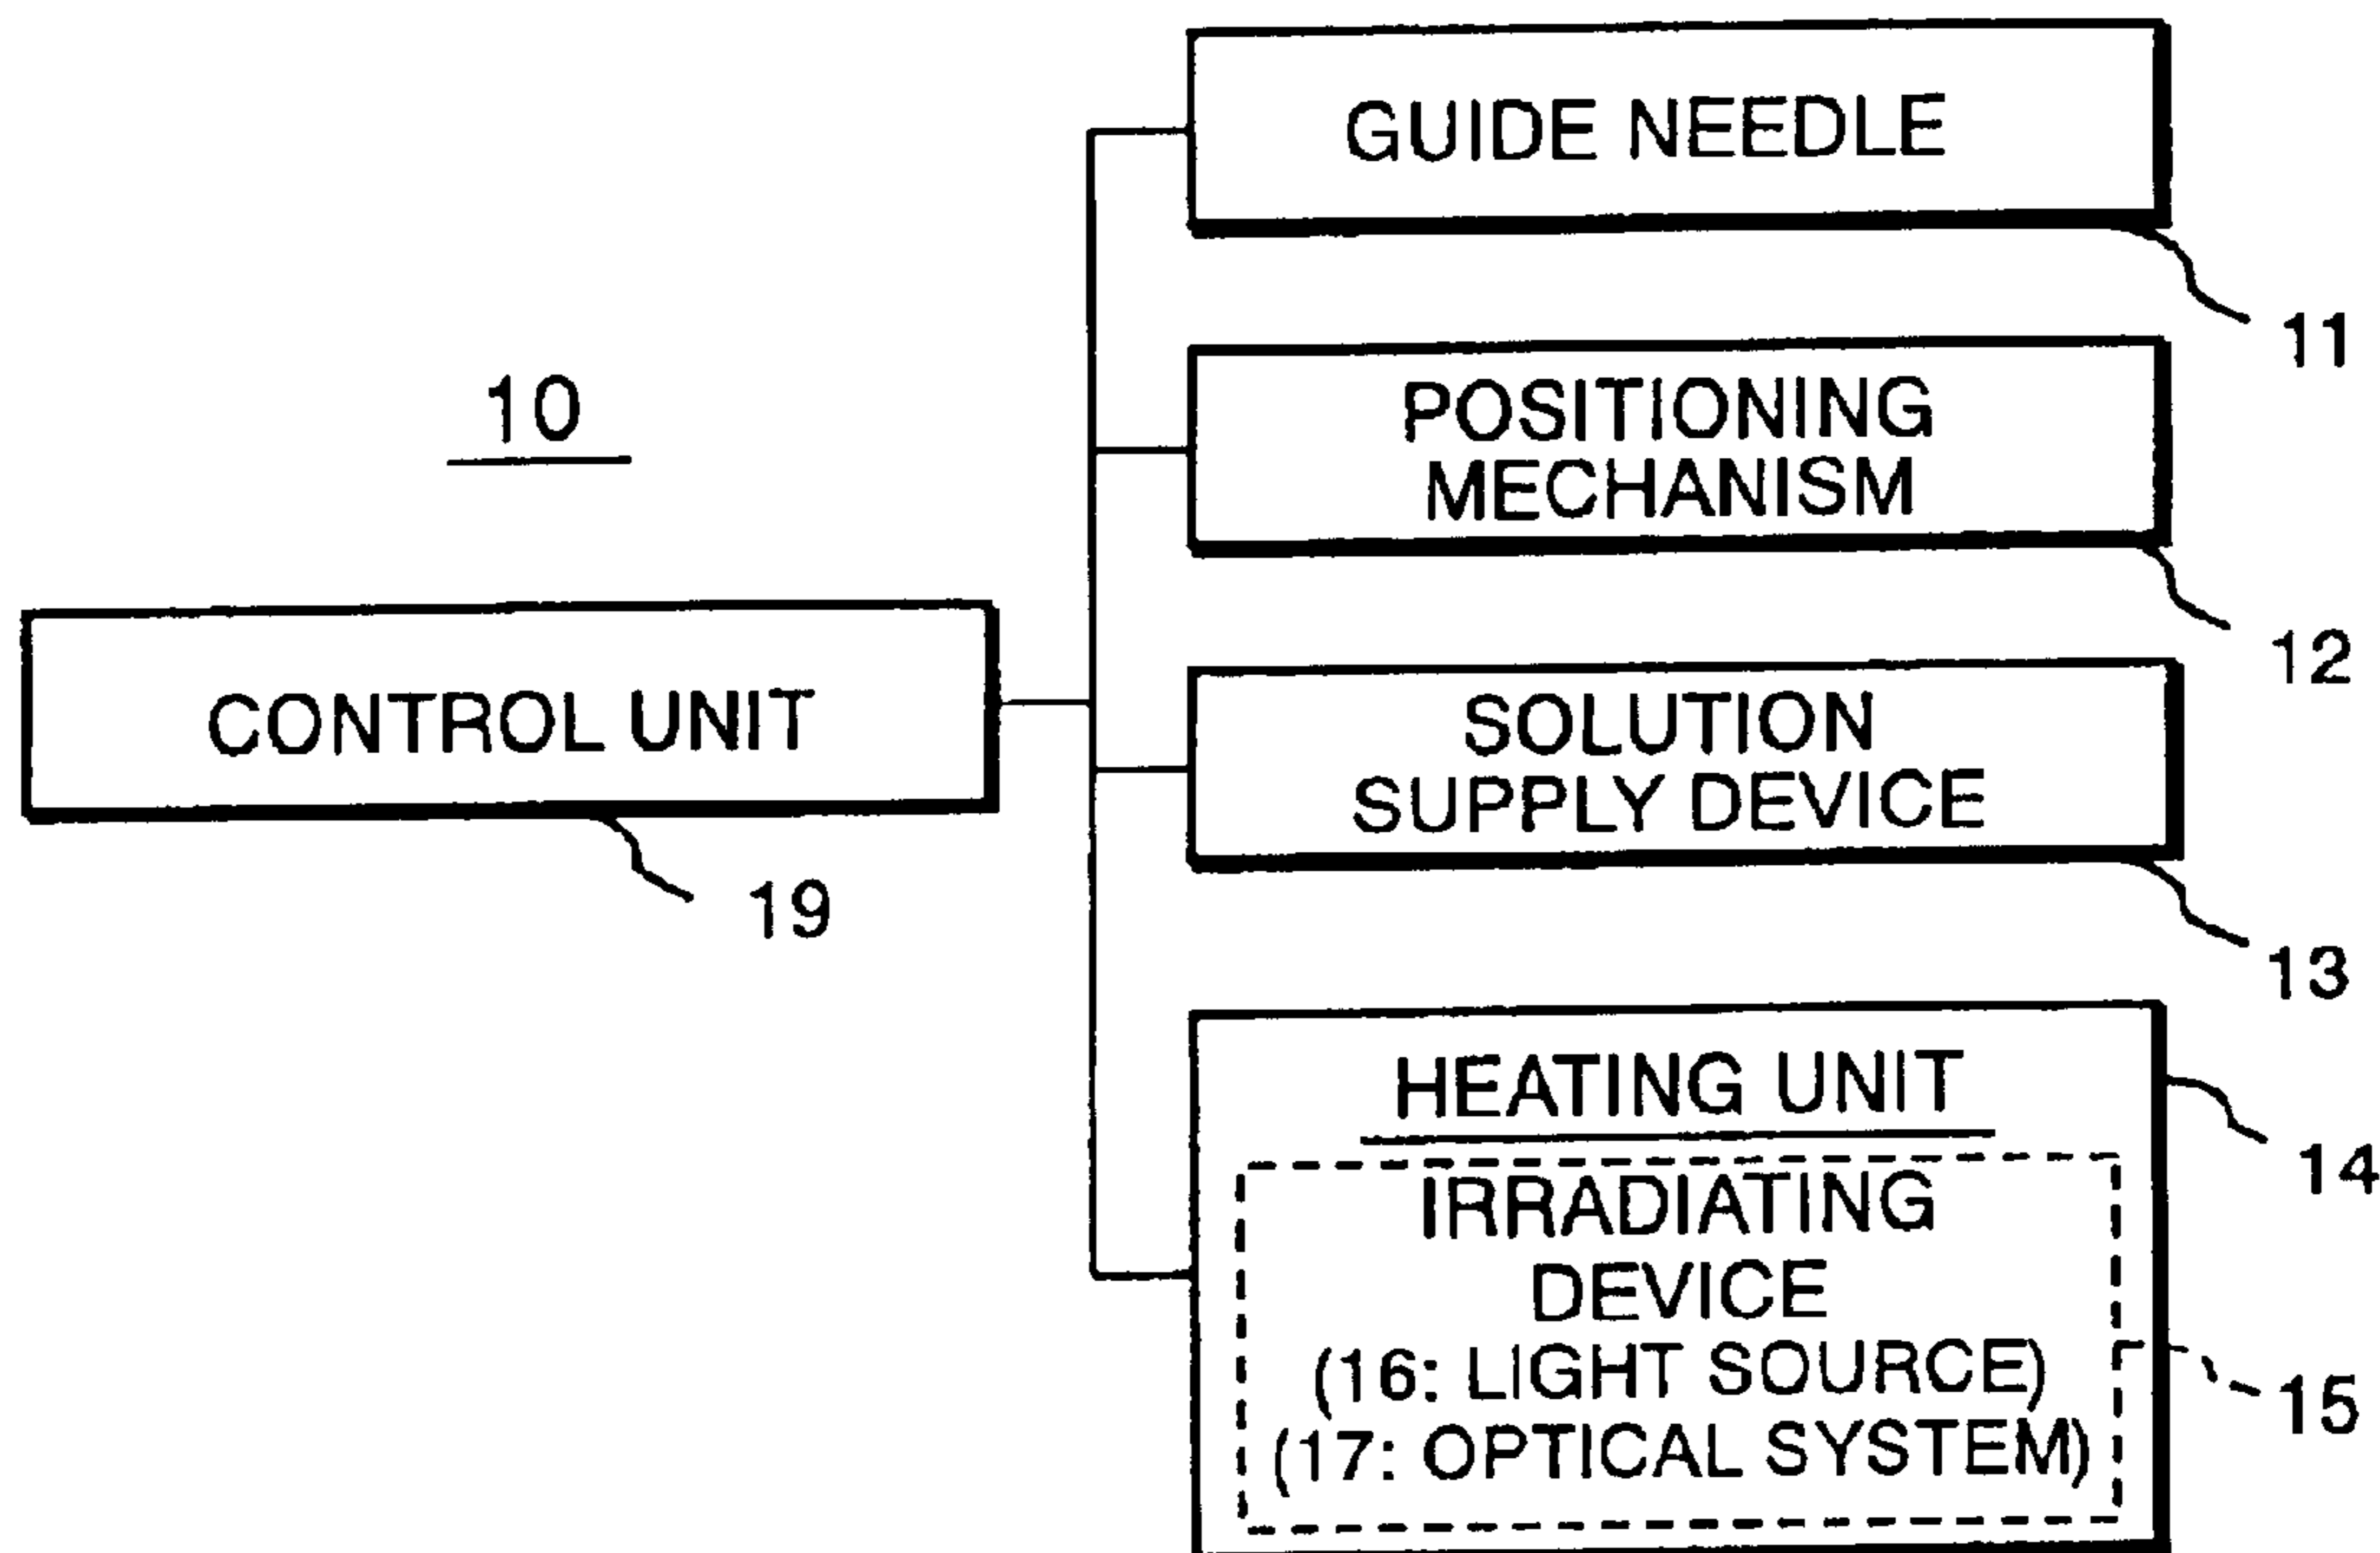 10
GUIDE NEEDLE
11
POSITIONING
MECHANISM
12
CONTROL UNIT
19
SOLUTION
SUPPLY DEVICE
13
HEATING UNIT
14
IRRADIATING
DEVICE
(16: LIGHT SOURCE)
(17: OPTICAL SYSTEM)
15